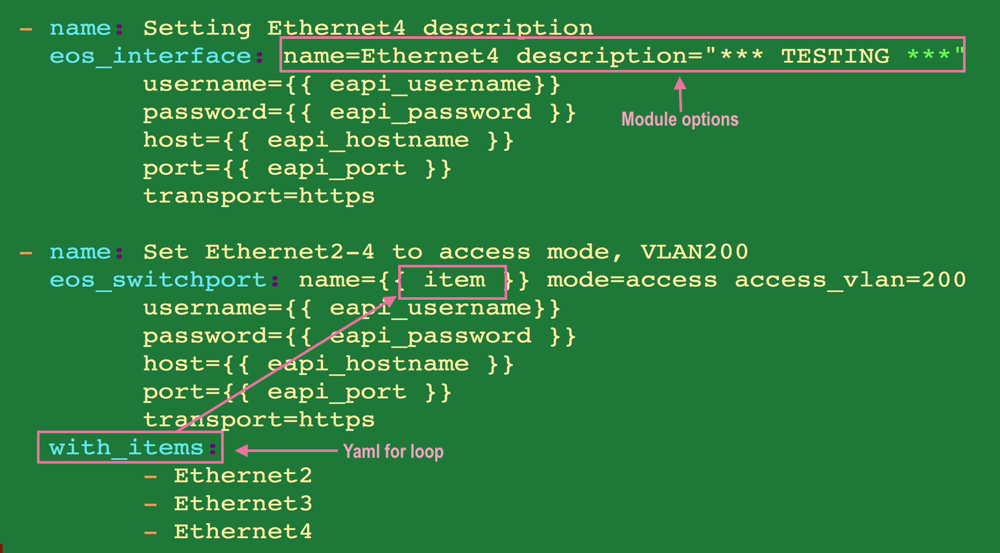 - name: Setting Ethernet4 description
eos_interface: name=Ethernet4 description="*** TESTING ***"
username={{ eapi_username}}
password={{ eapi_password }}
Module options
host={{ eapi_hostname }}
port={{ eapi_port }}
transport=https
- name: Set Ethernet2-4 to access mode, VLAN200
eos_switchport: name={{ item }} mode=access access_vlan=200
username={{ eapi_username}}
password={{ eapi_password }}
host={{ eapi_hostname }}
port={{ eapi_port }}
transport=https
with_items:
Yaml for loop
- Ethernet2
- Ethernet3
- Ethernet4